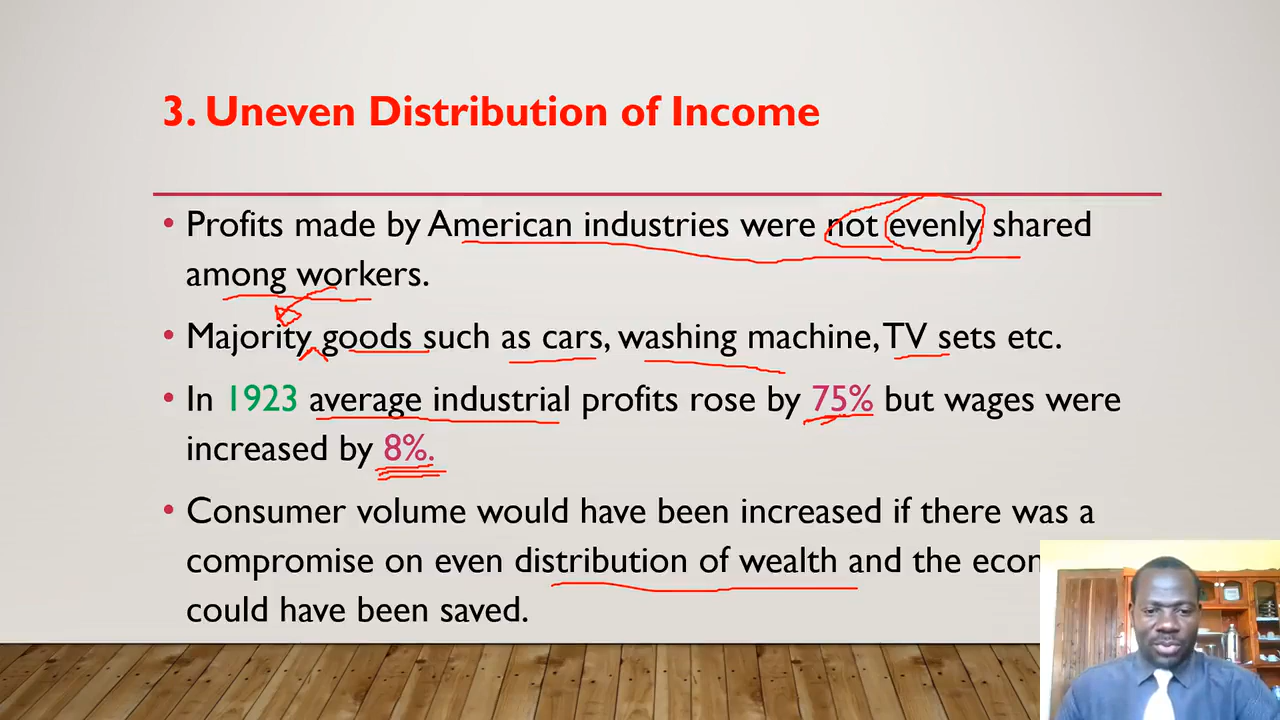 3. Uneven Distribution of Income
• Profits made by American industries were not evenly shared
among workers.
• Majority goods such as cars, washing machine, TV sets etc.
• In 1923 average industrial profits rose by 75% but wages were
increased by 8%.
• Consumer volume would have been increased if there was a
compromise on even distribution of wealth and the econ
could have been saved.